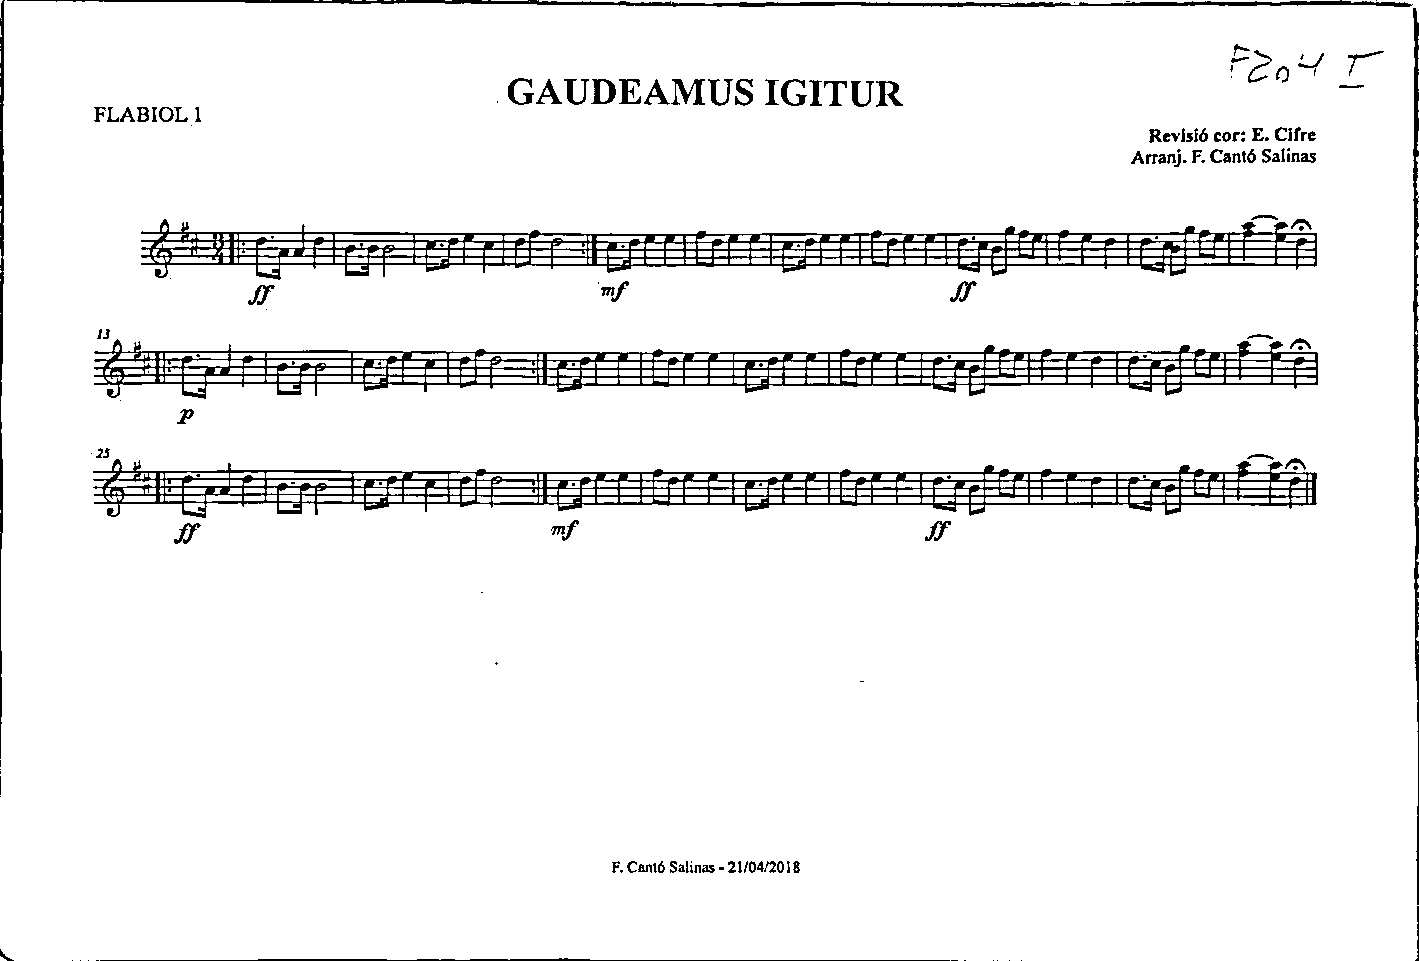 F204 I
GAUDEAMUS IGITUR
FLABIOL 1
Revisió cor: E. Cifre
Arranj. F. Cantó Salinas
3
4
ff
mf
ff
13
p
25
ff
mf
ff
F. Cantó Salinas - 21/04/2018